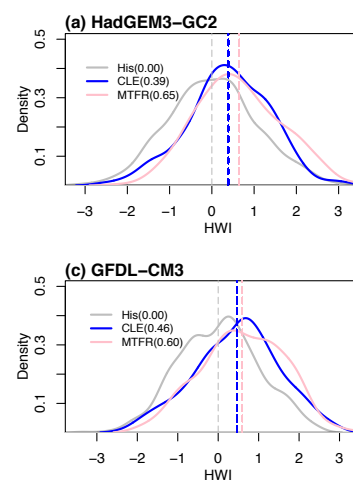 (a) HadGEM3−GC2
0.5
His(0.00)
CLE(0.39)
MTFR(0.65)
0.3
0.1
Density
−3 −2 −1 0 1 2 3
HWI
(c) GFDL−CM3
0.5
His(0.00)
CLE(0.46)
MTFR(0.60)
0.3
0.1
Density
−3 −2 −1 0 1 2 3
HWI